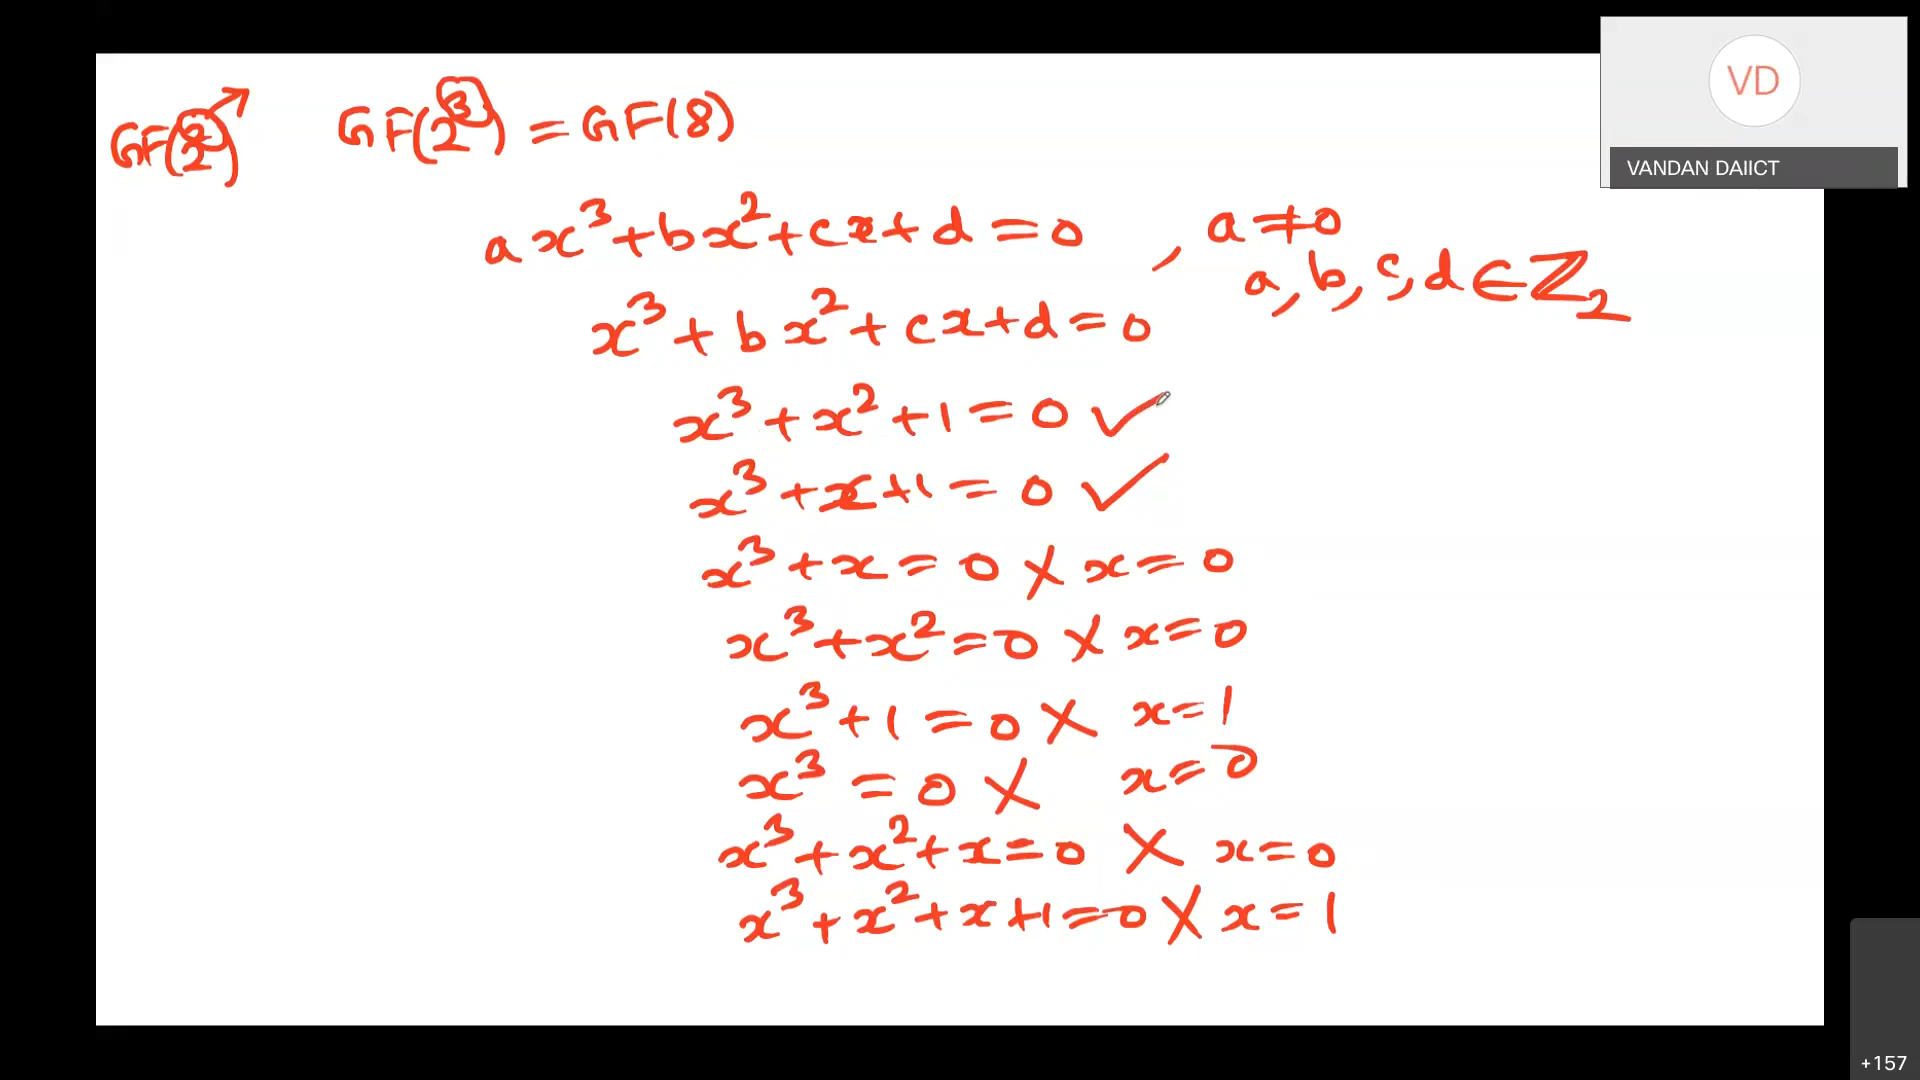 GF(2²) GF(2³) = GF(8)
ax³+bx²+cx+d=0 , a≠0
a, b, c, d ∈ ℤ₂
x³+bx²+cx+d=0
x³+x²+1=0 ✓
x³+x+1=0 ✓
x³+x=0 ✗ x=0
x³+x²=0 ✗ x=0
x³+1=0 ✗ x=1
x³=0 ✗ x=0
x³+x²+x=0 ✗ x=0
x³+x²+x+1=0 ✗ x=1
VD
VANDAN DAIICT
+157